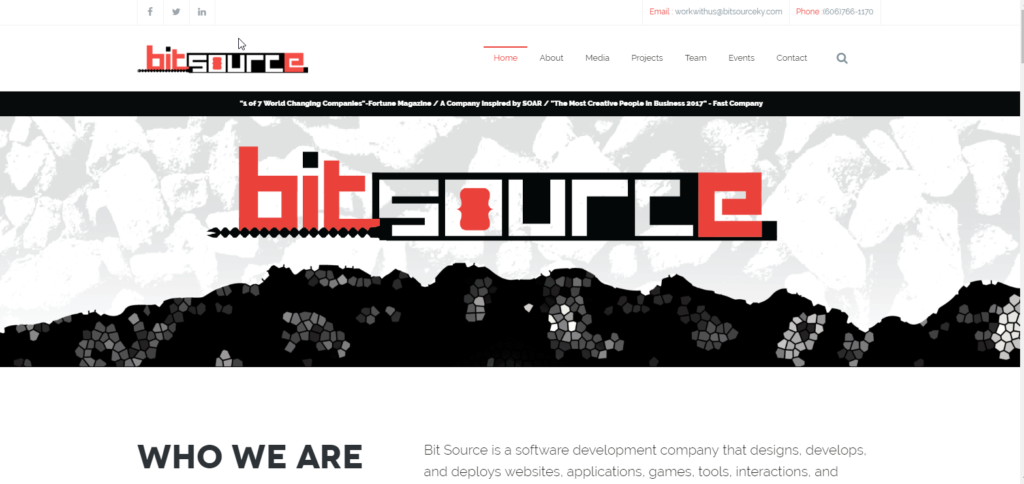 Email : workwithus@bitsourceky.com Phone :(606)766-1170
bitsource
Home About Media Projects Team Events Contact
"1 of 7 World Changing Companies"-Fortune Magazine / A Company Inspired by SOAR / "The Most Creative People in Business 2017" - Fast Company
bitsource
WHO WE ARE
Bit Source is a software development company that designs, develops,
and deploys websites, applications, games, tools, interactions, and